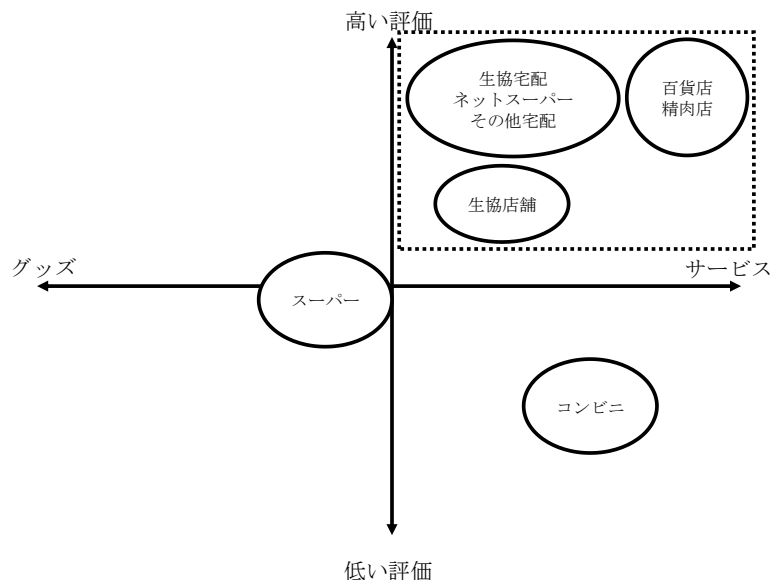 高い評価
生協宅配
ネットスーパー
その他宅配
百貨店
精肉店
生協店舗
グッズ
サービス
スーパー
コンビニ
低い評価